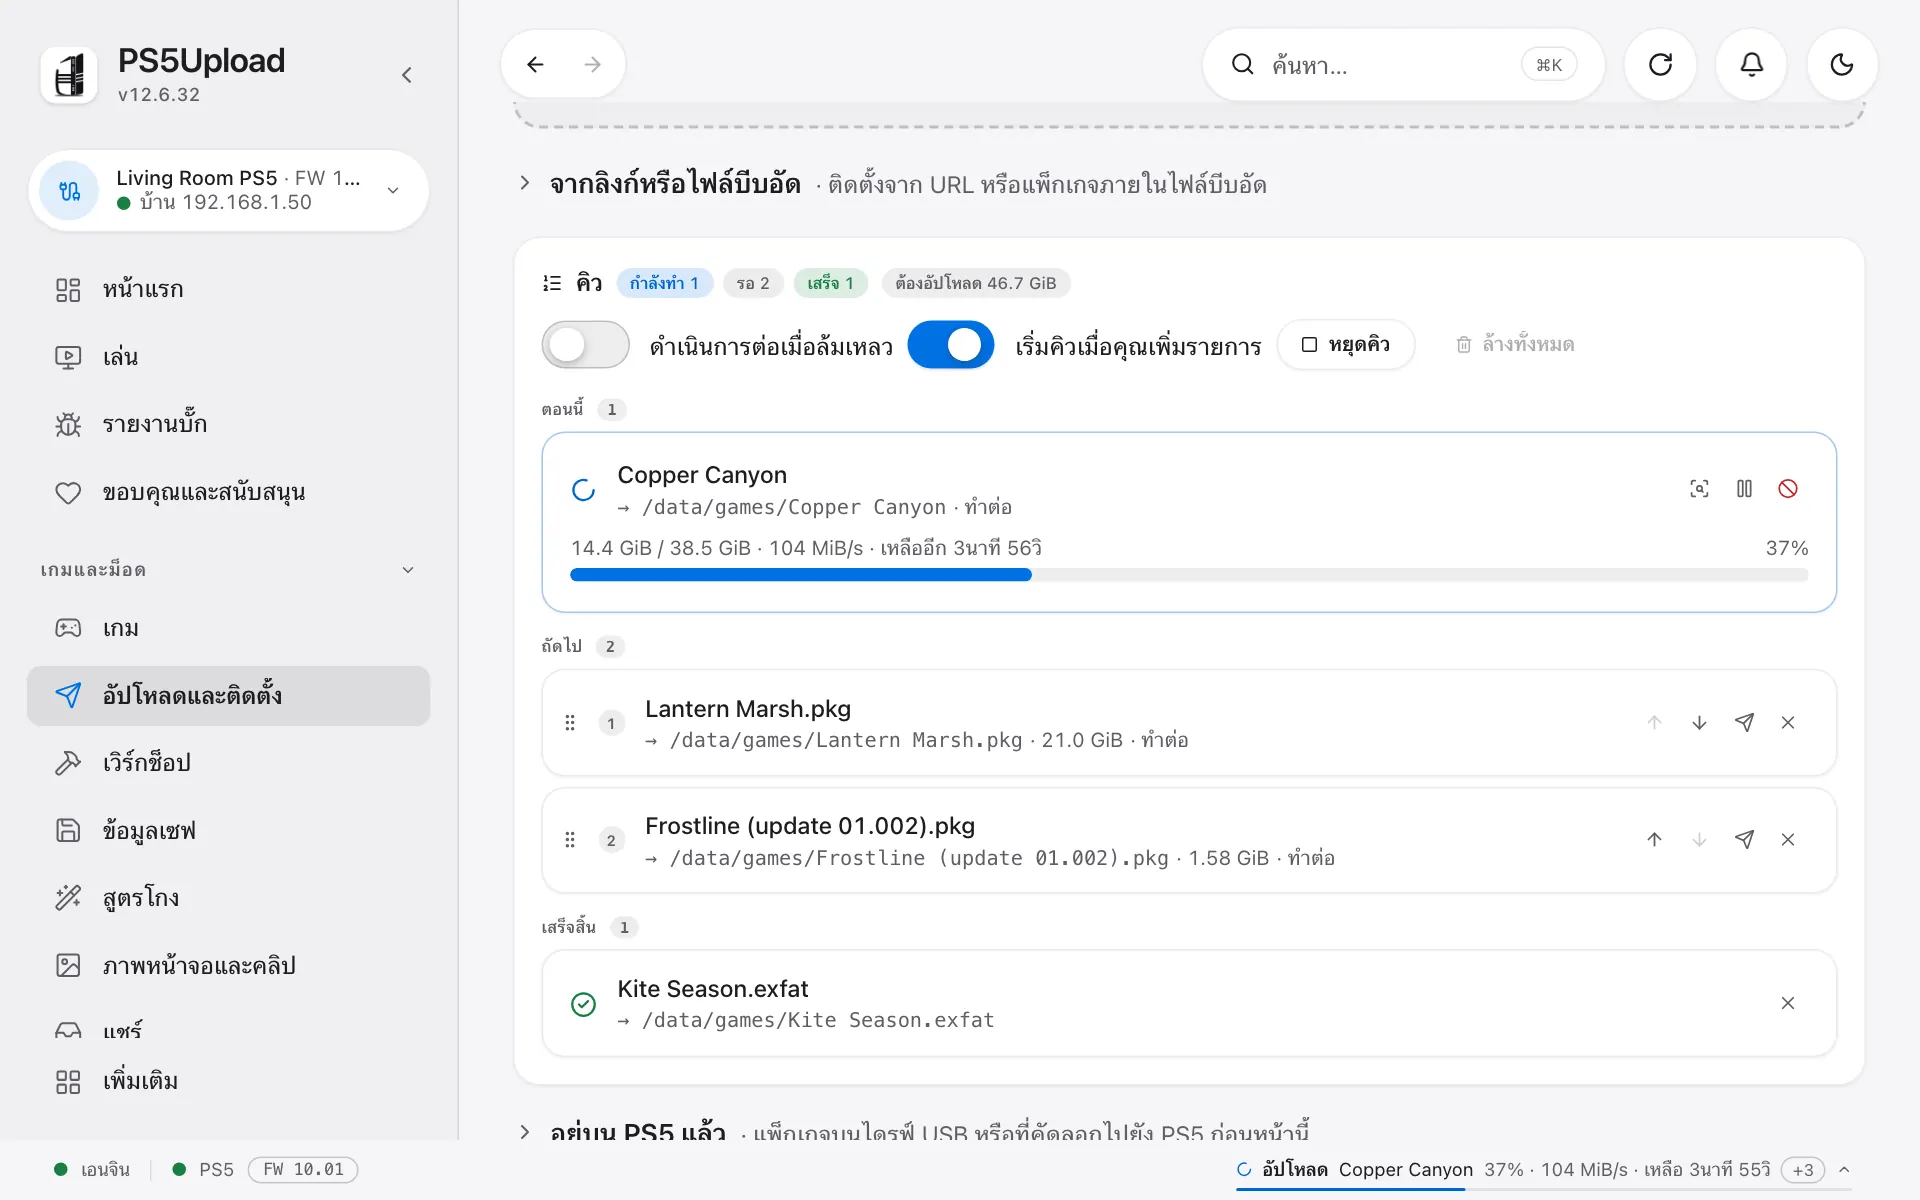 PS5Upload
v12.6.32
Living Room PS5 · FW 1...
บ้าน 192.168.1.50
หน้าแรก
เล่น
รายงานบั๊ก
ขอบคุณและสนับสนุน
เกมและม็อด
เกม
อัปโหลดและติดตั้ง
เวิร์กช็อป
ข้อมูลเซฟ
สูตรโกง
ภาพหน้าจอและคลิป
แชร์
เพิ่มเติม
ค้นหา...
⌘K
จากลิงก์หรือไฟล์บีบอัด · ติดตั้งจาก URL หรือแพ็กเกจภายในไฟล์บีบอัด
คิว กำลังทำ 1 รอ 2 เสร็จ 1 ต้องอัปโหลด 46.7 GiB
ดำเนินการต่อเมื่อล้มเหลว เริ่มคิวเมื่อคุณเพิ่มรายการ หยุดคิว ล้างทั้งหมด
ตอนนี้ 1
Copper Canyon
→ /data/games/Copper Canyon · ทำต่อ
14.4 GiB / 38.5 GiB · 104 MiB/s · เหลืออีก 3นาที 56วิ 37%
ถัดไป 2
1 Lantern Marsh.pkg
→ /data/games/Lantern Marsh.pkg · 21.0 GiB · ทำต่อ
2 Frostline (update 01.002).pkg
→ /data/games/Frostline (update 01.002).pkg · 1.58 GiB · ทำต่อ
เสร็จสิ้น 1
Kite Season.exfat
→ /data/games/Kite Season.exfat
อยู่บน PS5 แล้ว · แพ็กเกจบนไดรฟ์ USB หรือที่คัดลอกไปยัง PS5 ก่อนหน้านี้
เอนจิน PS5 FW 10.01
อัปโหลด Copper Canyon 37% · 104 MiB/s · เหลือ 3นาที 55วิ +3